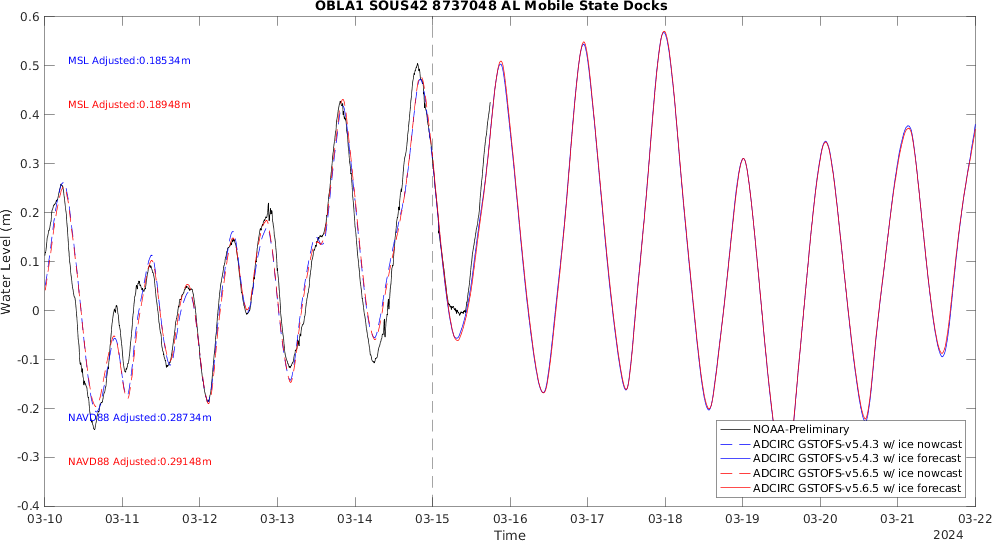 OBLA1 SOUS42 8737048 AL Mobile State Docks
0.6
0.5
0.4
0.3
0.2
0.1
0
-0.1
-0.2
-0.3
-0.4
Water Level (m)
MSL Adjusted:0.18534m
MSL Adjusted:0.18948m
NAVD88 Adjusted:0.28734m
NAVD88 Adjusted:0.29148m
NOAA-Preliminary
ADCIRC GSTOFS-v5.4.3 w/ ice nowcast
ADCIRC GSTOFS-v5.4.3 w/ ice forecast
ADCIRC GSTOFS-v5.6.5 w/ ice nowcast
ADCIRC GSTOFS-v5.6.5 w/ ice forecast
03-10 03-11 03-12 03-13 03-14 03-15 03-16 03-17 03-18 03-19 03-20 03-21 03-22
Time
2024